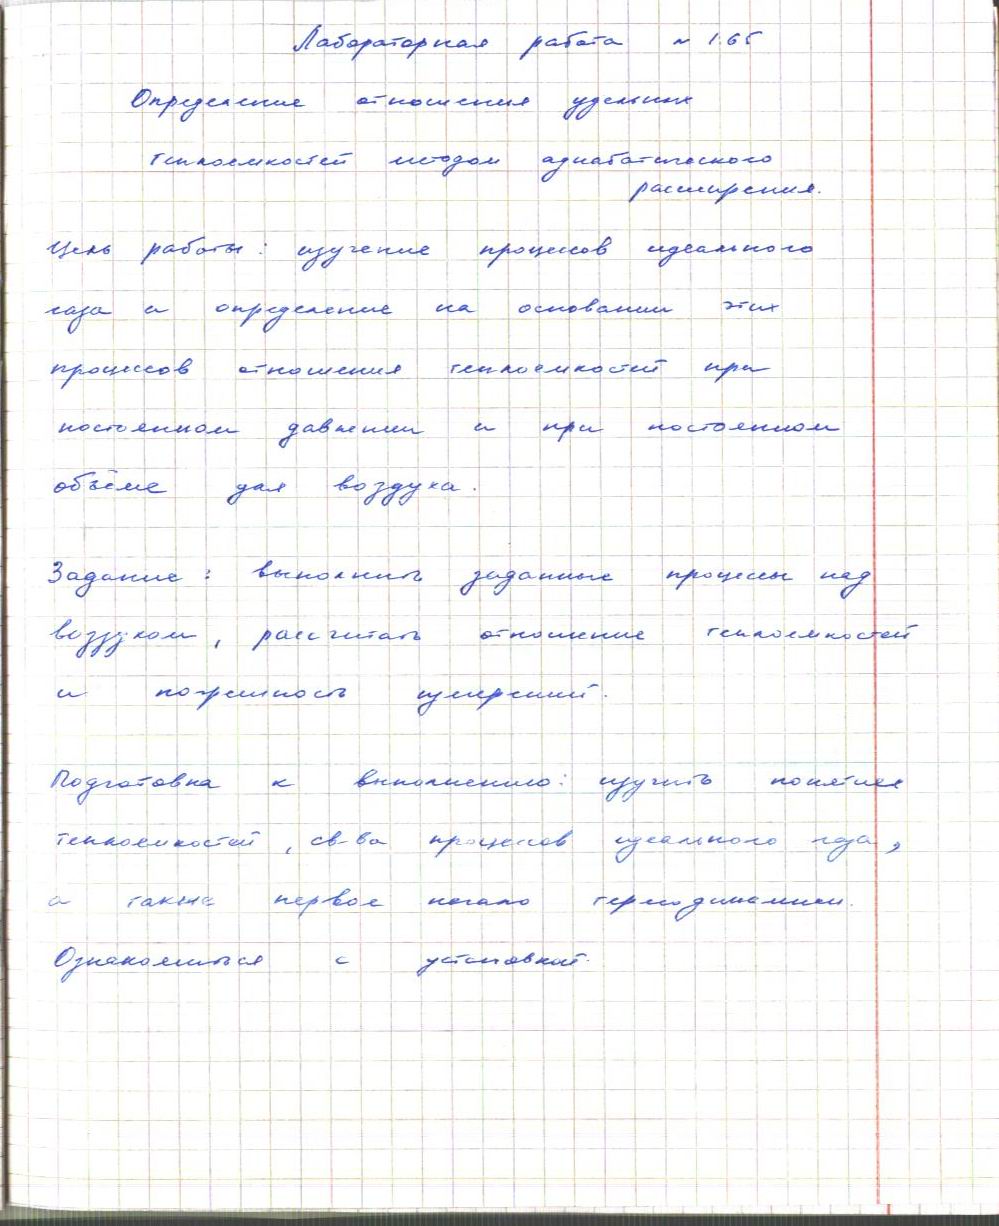 Лабораторная работа № 1.65
Определение отношения удельных
теплоемкостей методом адиабатического
расширения.
Цель работы: изучение процессов идеального
газа и определение на основании этих
процессов отношения теплоемкостей при
постоянном давлении и при постоянном
объёме для воздуха.
Задание: выполнить заданные процессы над
воздухом, рассчитать отношение теплоемкостей
и погрешность измерений.
Подготовка к выполнению: изучить понятия
теплоемкостей, св-ва процессов идеального газа,
а также первое начало термодинамики.
Ознакомиться с установкой.